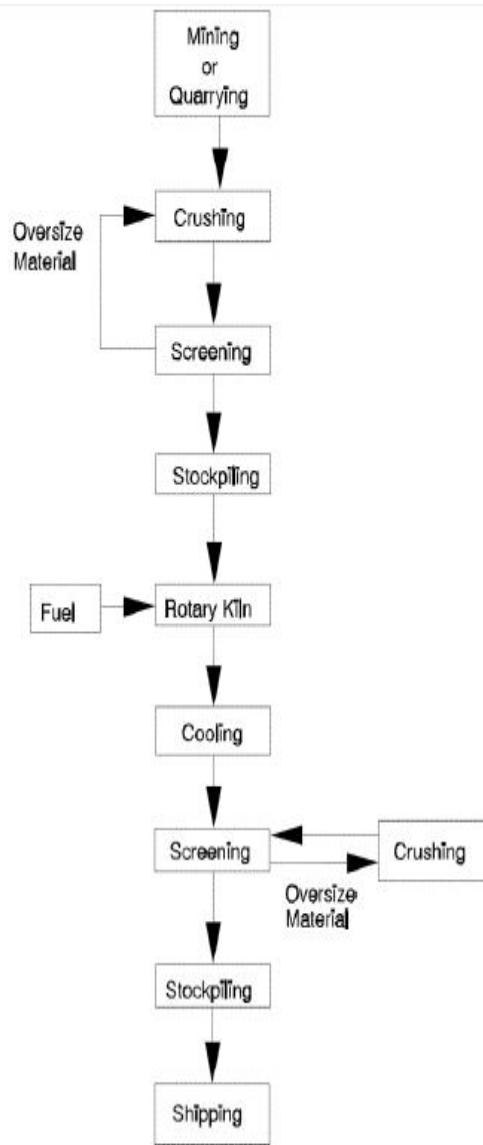 Mining
or
Quarrying
Crushing
Oversize
Material
Screening
Stockpiling
Fuel
Rotary Kiln
Cooling
Screening
Crushing
Oversize
Material
Stockpiling
Shipping